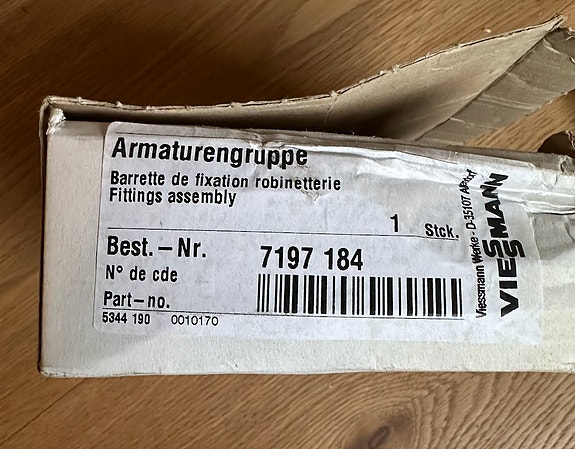 Armaturengruppe
Barrette de fixation robinetterie
Fittings assembly
1 Stck.
Best.–Nr. 7197 184
N° de cde
Part–no.
5344 190 0010170
Viessmann Werke - D-35107 Allendorf
VIESSMANN